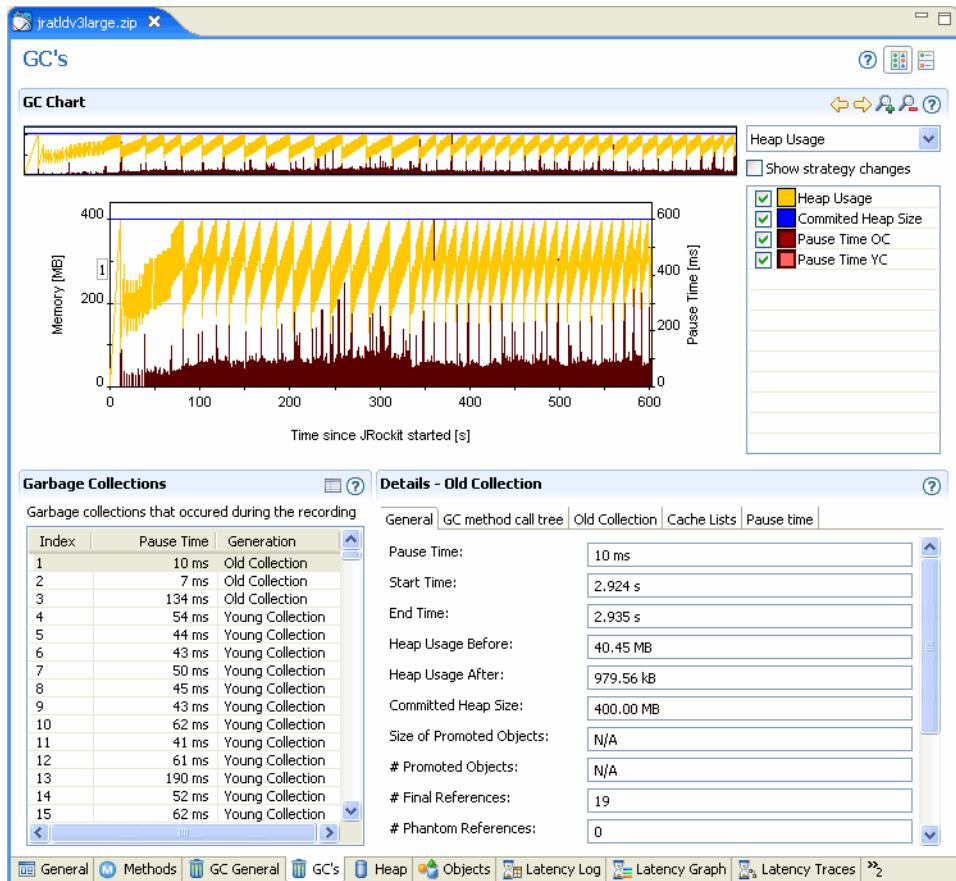 jratldv3large.zip
GC's
GC Chart
Heap Usage
Show strategy changes
Heap Usage
Commited Heap Size
Pause Time OC
Pause Time YC
400
200
0
Memory [MB]
1
600
400
200
0
Pause Time [ms]
0 100 200 300 400 500 600
Time since JRockit started [s]
Garbage Collections
Garbage collections that occured during the recording
Index Pause Time Generation
1 10 ms Old Collection
2 7 ms Old Collection
3 134 ms Old Collection
4 54 ms Young Collection
5 44 ms Young Collection
6 43 ms Young Collection
7 50 ms Young Collection
8 45 ms Young Collection
9 43 ms Young Collection
10 62 ms Young Collection
11 41 ms Young Collection
12 61 ms Young Collection
13 190 ms Young Collection
14 52 ms Young Collection
15 62 ms Young Collection
Details - Old Collection
General GC method call tree Old Collection Cache Lists Pause time
Pause Time: 10 ms
Start Time: 2.924 s
End Time: 2.935 s
Heap Usage Before: 40.45 MB
Heap Usage After: 979.56 kB
Committed Heap Size: 400.00 MB
Size of Promoted Objects: N/A
# Promoted Objects: N/A
# Final References: 19
# Phantom References: 0
General Methods GC General GC's Heap Objects Latency Log Latency Graph Latency Traces »2